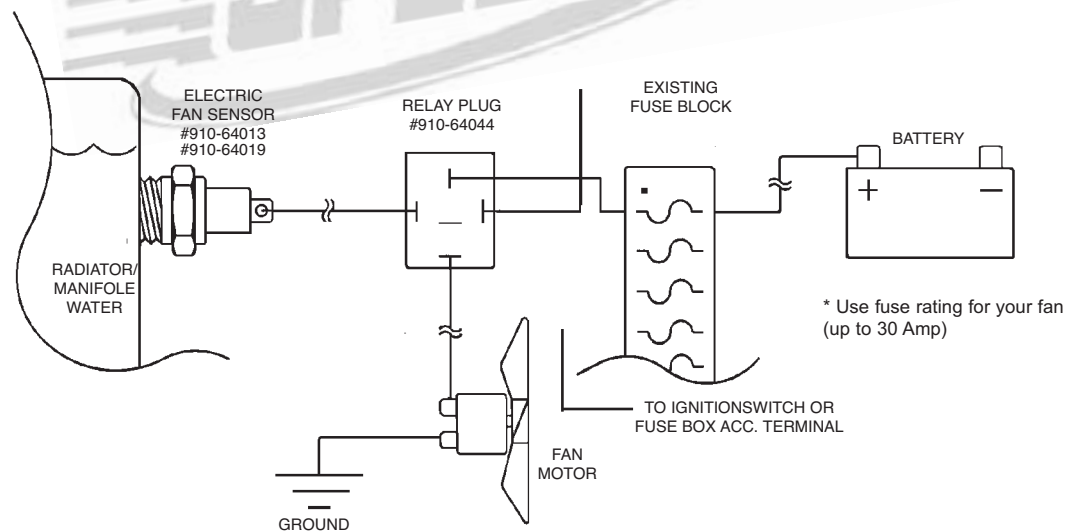 ELECTRIC
FAN SENSOR
#910-64013
#910-64019
RELAY PLUG
#910-64044
EXISTING
FUSE BLOCK
BATTERY
+
−
RADIATOR/
MANIFOLE
WATER
* Use fuse rating for your fan
(up to 30 Amp)
TO IGNITIONSWITCH OR
FUSE BOX ACC. TERMINAL
FAN
MOTOR
GROUND